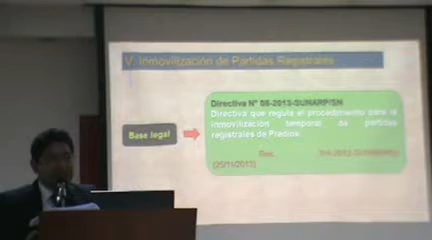 V. Inmovilización de Partidas Registrales
Directiva N° 08-2013-SUNARP/SN
Directiva que regula el procedimiento para la
inmovilización temporal de partidas
registrales de Predios.
Base legal
Res.
(25/11/2013)